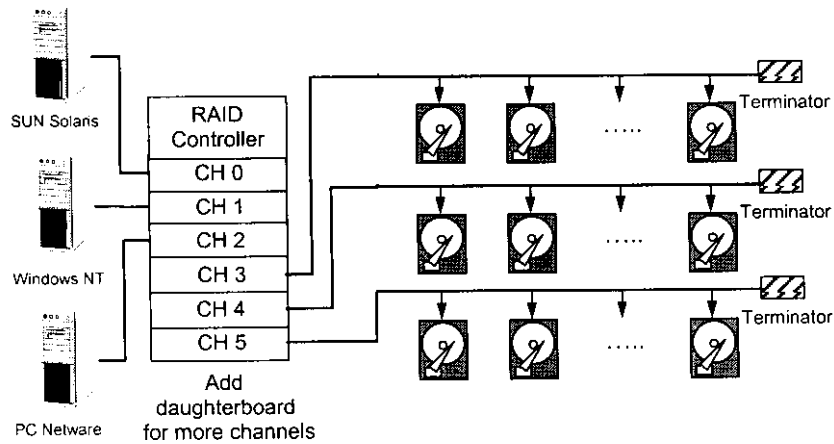 SUN Solaris
Windows NT
PC Netware
RAID
Controller
CH 0
CH 1
CH 2
CH 3
CH 4
CH 5
Add
daughterboard
for more channels
.....
Terminator
.....
Terminator
.....
Terminator